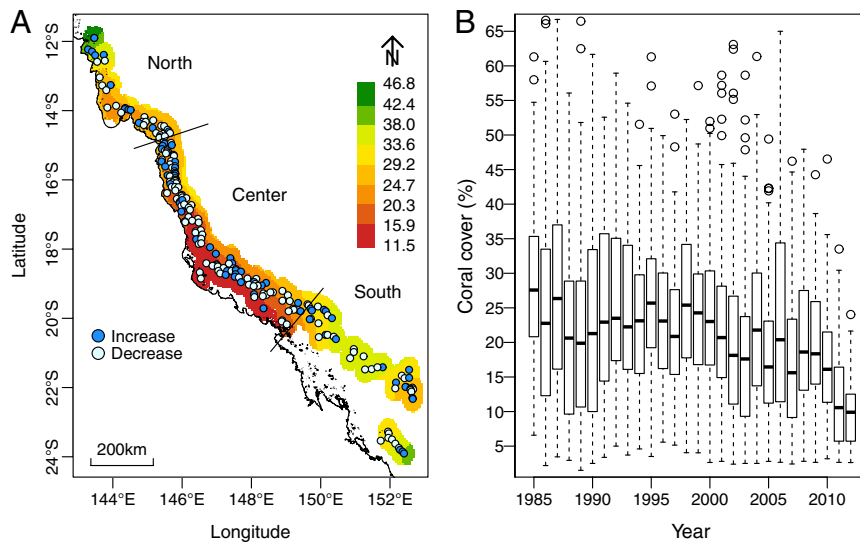 A
12°S
14°S
16°S
18°S
20°S
22°S
24°S
Latitude
North
Center
South
N
46.8
42.4
38.0
33.6
29.2
24.7
20.3
15.9
11.5
Increase
Decrease
200km
144°E 146°E 148°E 150°E 152°E
Longitude
B
65
60
55
50
45
40
35
30
25
20
15
10
5
Coral cover (%)
1985 1990 1995 2000 2005 2010
Year